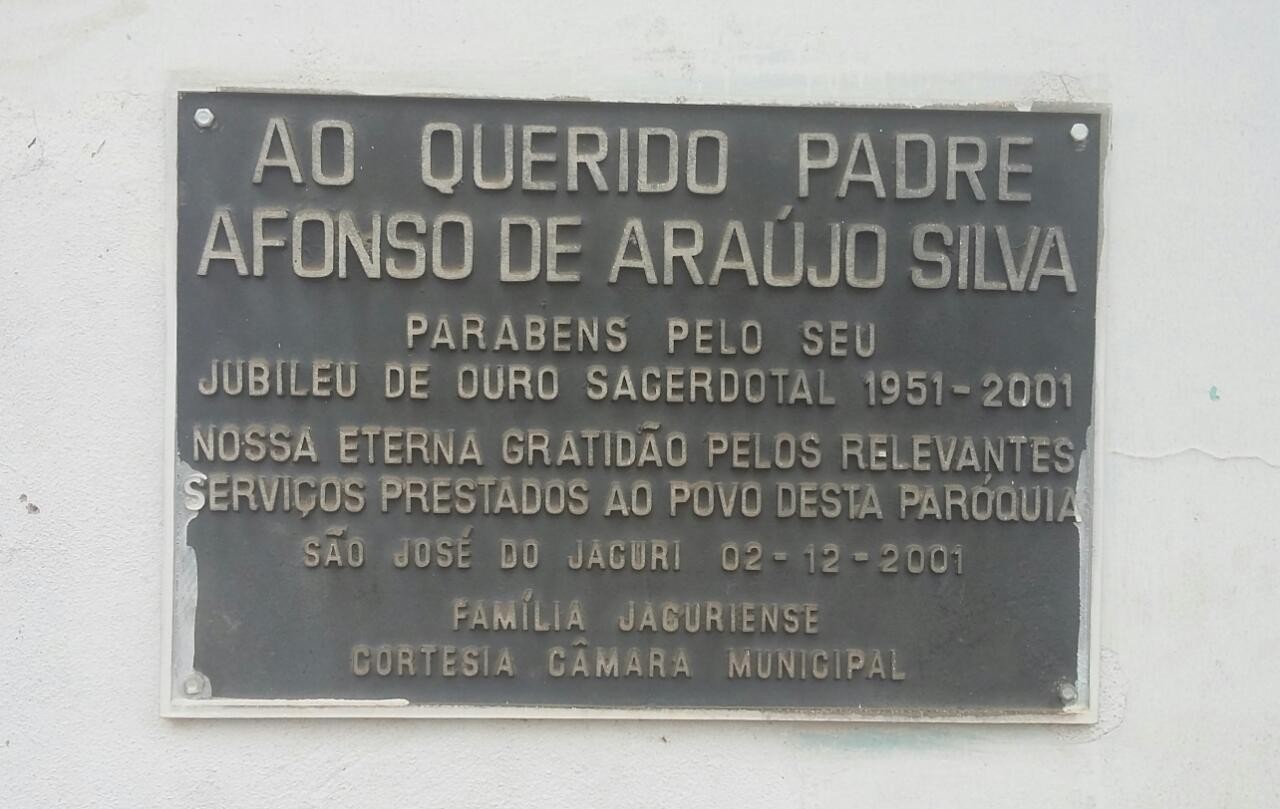 AO QUERIDO PADRE
AFONSO DE ARAÚJO SILVA
PARABENS PELO SEU
JUBILEU DE OURO SACERDOTAL 1951-2001
NOSSA ETERNA GRATIDÃO PELOS RELEVANTES
SERVIÇOS PRESTADOS AO POVO DESTA PARÓQUIA
SÃO JOSÉ DO JACURI 02-12-2001
FAMÍLIA JACURIENSE
CORTESIA CÂMARA MUNICIPAL